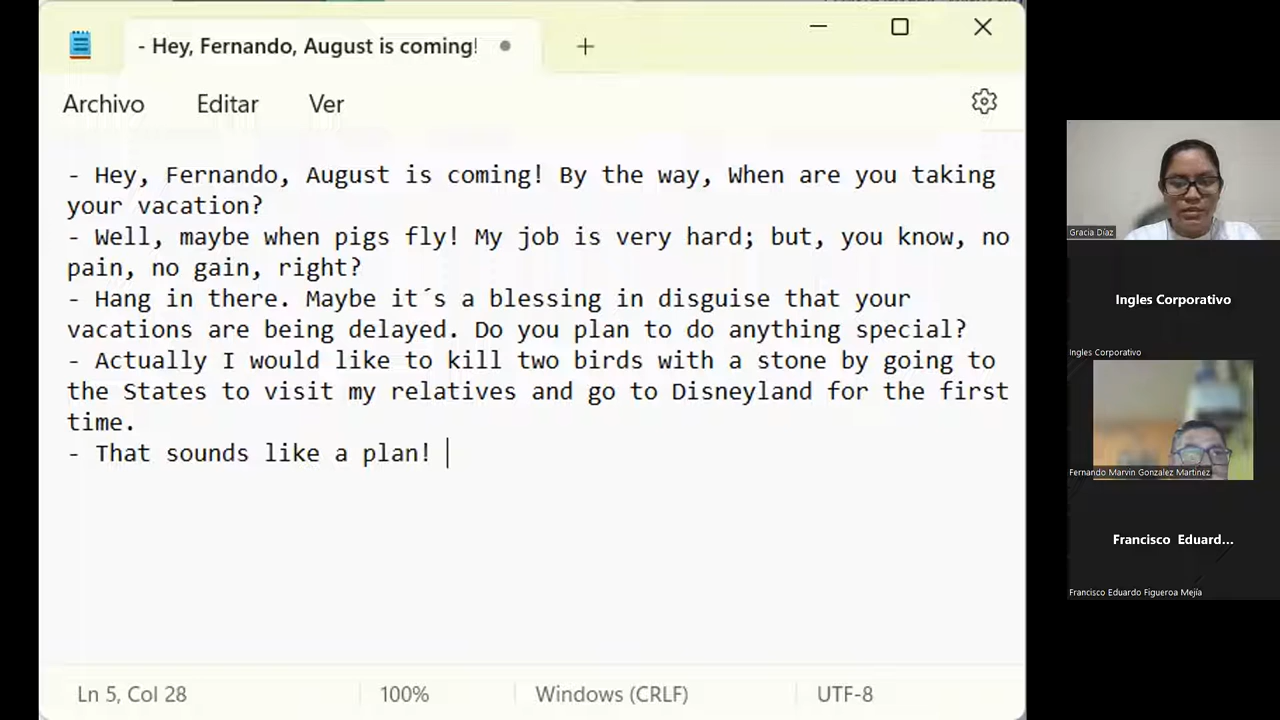 - Hey, Fernando, August is coming!
Archivo Editar Ver
- Hey, Fernando, August is coming! By the way, When are you taking
your vacation?
- Well, maybe when pigs fly! My job is very hard; but, you know, no
pain, no gain, right?
- Hang in there. Maybe it´s a blessing in disguise that your
vacations are being delayed. Do you plan to do anything special?
- Actually I would like to kill two birds with a stone by going to
the States to visit my relatives and go to Disneyland for the first
time.
- That sounds like a plan!
Ln 5, Col 28 100% Windows (CRLF) UTF-8
Gracia Díaz
Ingles Corporativo
Ingles Corporativo
Fernando Marvin Gonzalez Martinez
Francisco Eduard...
Francisco Eduardo Figueroa Mejía